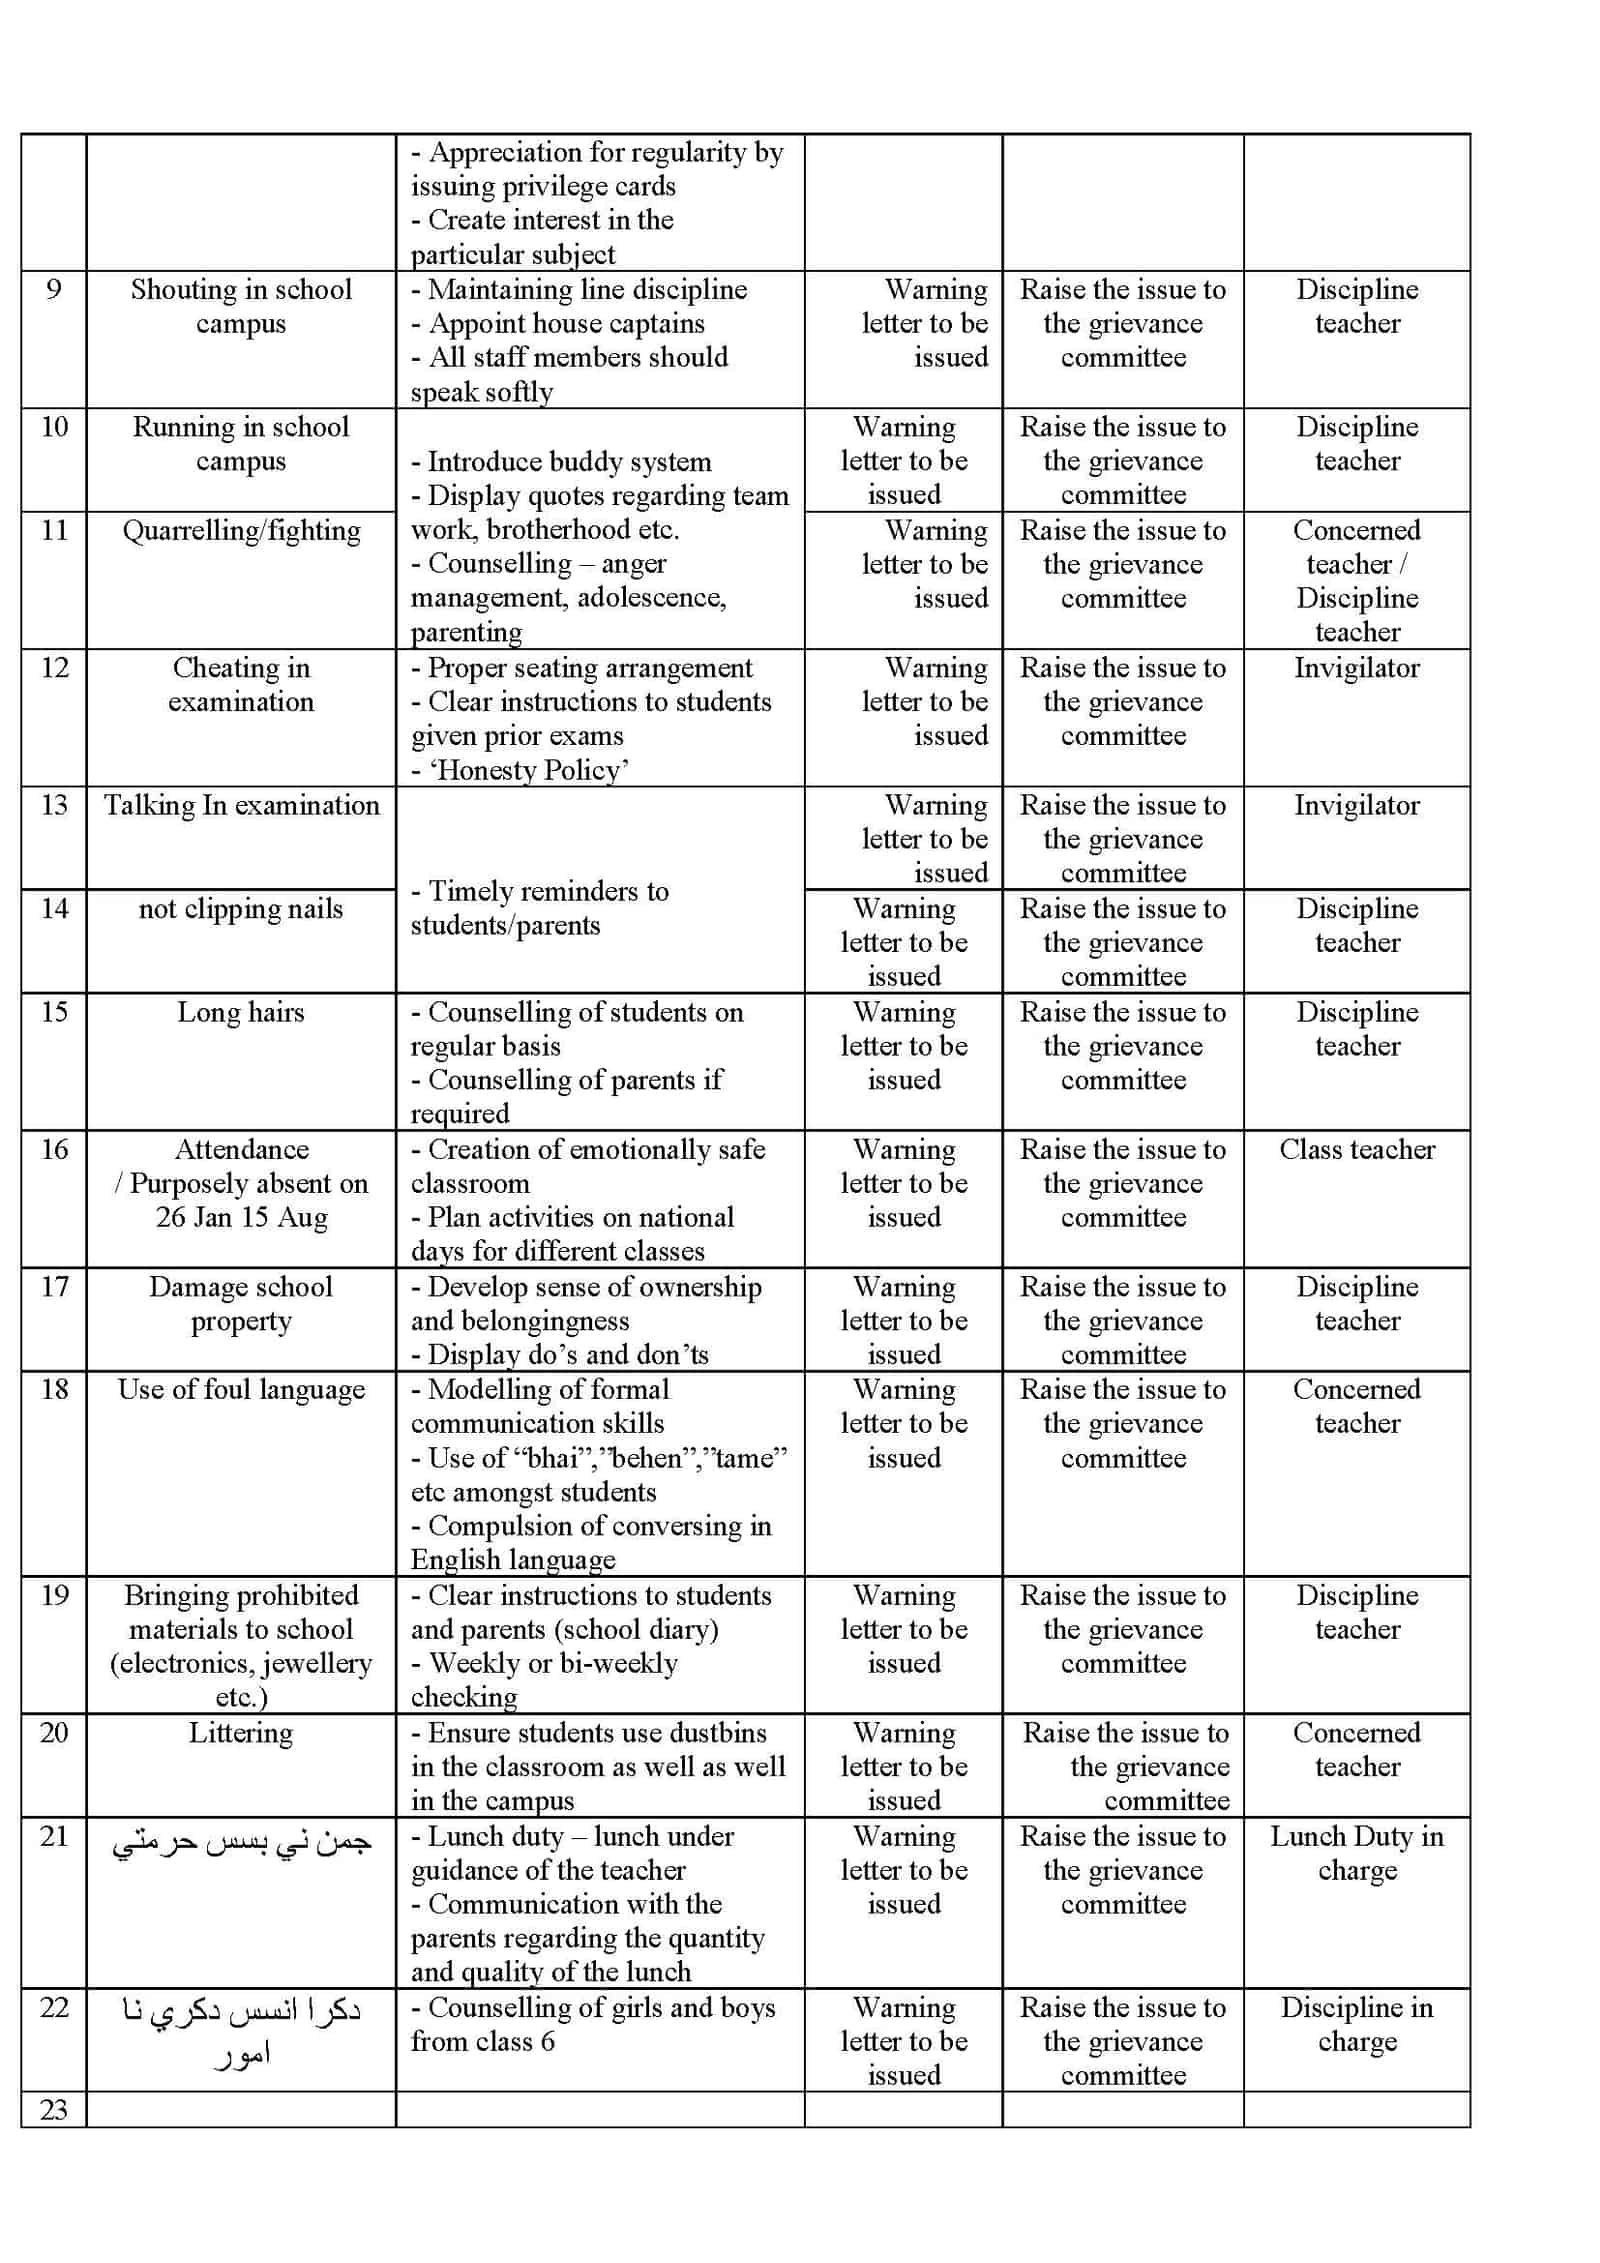 - Appreciation for regularity by
issuing privilege cards
- Create interest in the
particular subject
9
Shouting in school
campus
- Maintaining line discipline
- Appoint house captains
- All staff members should
speak softly
Warning
letter to be
issued
Raise the issue to
the grievance
committee
Discipline
teacher
10
Running in school
campus
- Introduce buddy system
- Display quotes regarding team
work, brotherhood etc.
- Counselling – anger
management, adolescence,
parenting
Warning
letter to be
issued
Raise the issue to
the grievance
committee
Discipline
teacher
11
Quarrelling/fighting
Warning
letter to be
issued
Raise the issue to
the grievance
committee
Concerned
teacher /
Discipline
teacher
12
Cheating in
examination
- Proper seating arrangement
- Clear instructions to students
given prior exams
- ‘Honesty Policy’
Warning
letter to be
issued
Raise the issue to
the grievance
committee
Invigilator
13
Talking In examination
- Timely reminders to
students/parents
Warning
letter to be
issued
Raise the issue to
the grievance
committee
Invigilator
14
not clipping nails
Warning
letter to be
issued
Raise the issue to
the grievance
committee
Discipline
teacher
15
Long hairs
- Counselling of students on
regular basis
- Counselling of parents if
required
Warning
letter to be
issued
Raise the issue to
the grievance
committee
Discipline
teacher
16
Attendance
/ Purposely absent on
26 Jan 15 Aug
- Creation of emotionally safe
classroom
- Plan activities on national
days for different classes
Warning
letter to be
issued
Raise the issue to
the grievance
committee
Class teacher
17
Damage school
property
- Develop sense of ownership
and belongingness
- Display do’s and don’ts
Warning
letter to be
issued
Raise the issue to
the grievance
committee
Discipline
teacher
18
Use of foul language
- Modelling of formal
communication skills
- Use of “bhai”,”behen”,”tame”
etc amongst students
- Compulsion of conversing in
English language
Warning
letter to be
issued
Raise the issue to
the grievance
committee
Concerned
teacher
19
Bringing prohibited
materials to school
(electronics, jewellery
etc.)
- Clear instructions to students
and parents (school diary)
- Weekly or bi-weekly
checking
Warning
letter to be
issued
Raise the issue to
the grievance
committee
Discipline
teacher
20
Littering
- Ensure students use dustbins
in the classroom as well as well
in the campus
Warning
letter to be
issued
Raise the issue to
the grievance
committee
Concerned
teacher
21
جمن ني بسس حرمتي
- Lunch duty – lunch under
guidance of the teacher
- Communication with the
parents regarding the quantity
and quality of the lunch
Warning
letter to be
issued
Raise the issue to
the grievance
committee
Lunch Duty in
charge
22
دكرا انسس دكري نا
امور
- Counselling of girls and boys
from class 6
Warning
letter to be
issued
Raise the issue to
the grievance
committee
Discipline in
charge
23